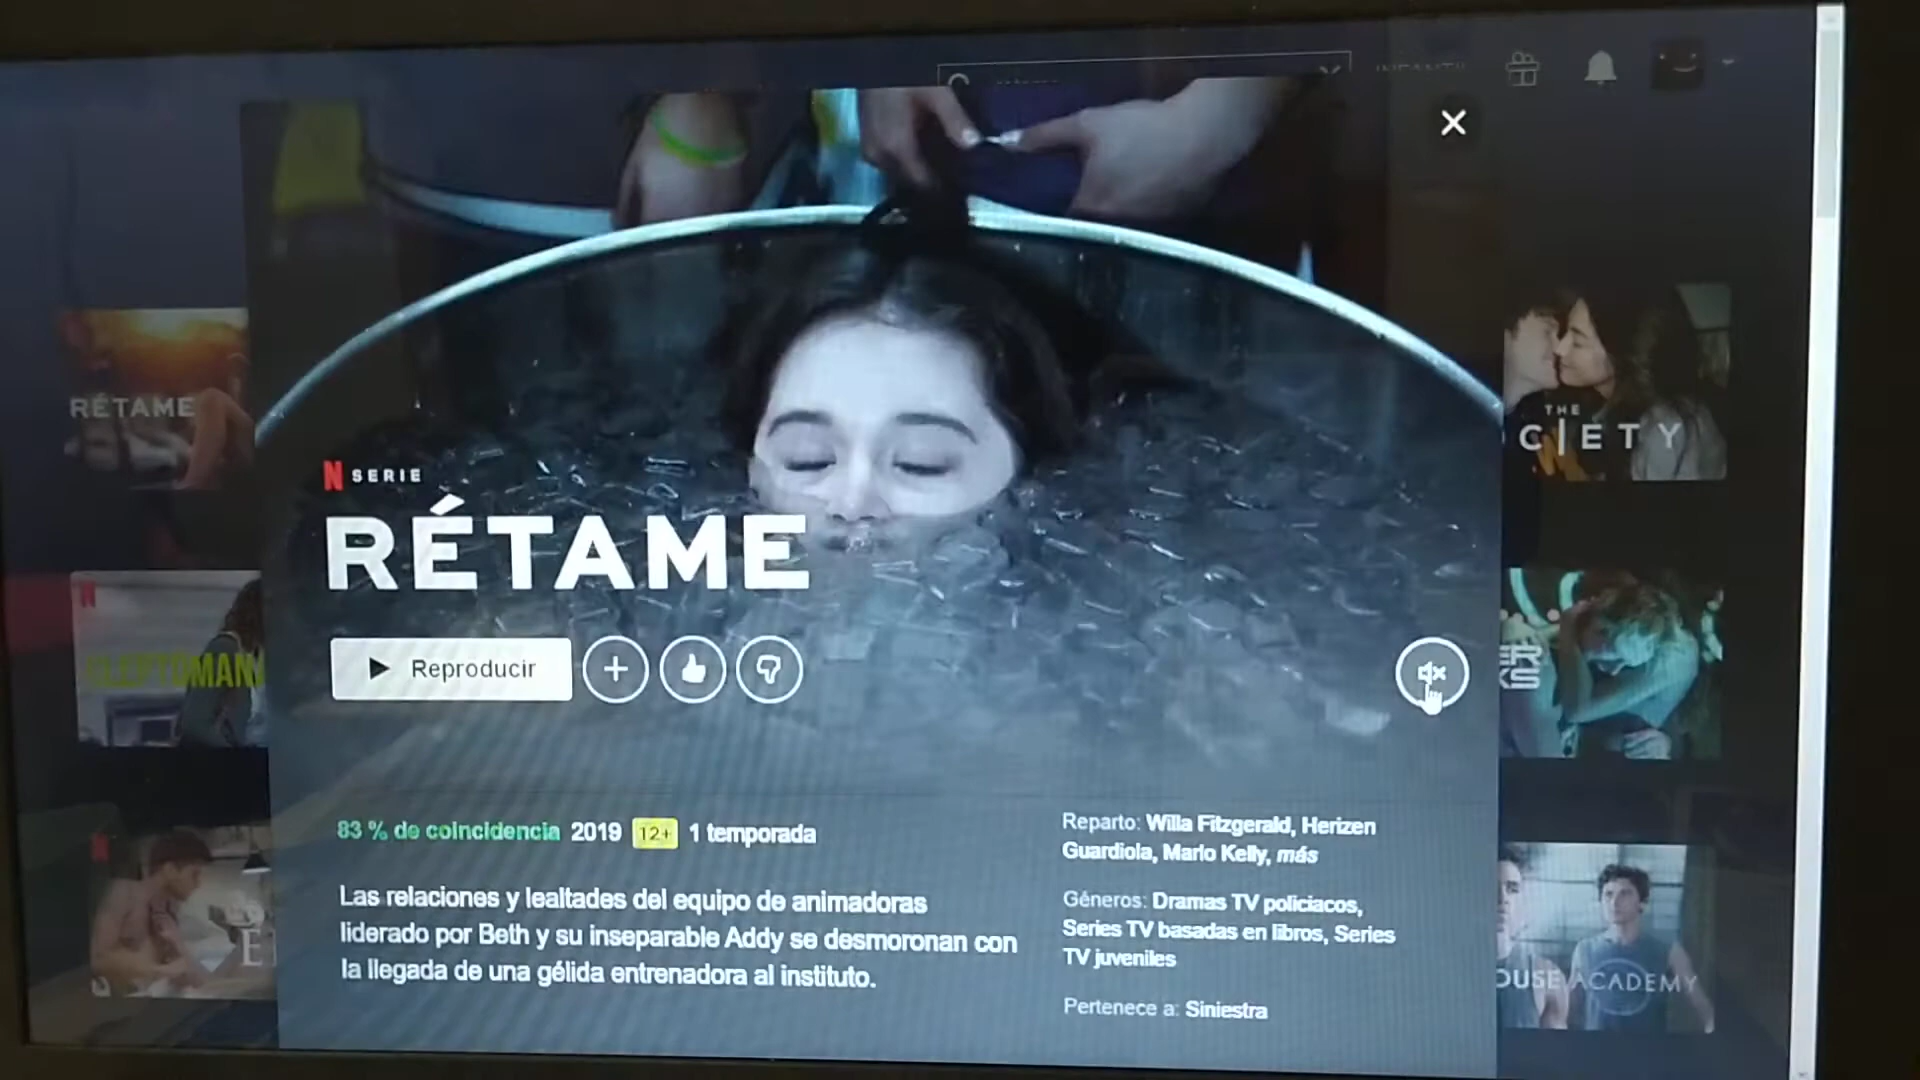 RÉTAME
THE
CIETY
N SERIE
RÉTAME
Reproducir
83 % de coincidencia 2019 12+ 1 temporada
Las relaciones y lealtades del equipo de animadoras
liderado por Beth y su inseparable Addy se desmoronan con
la llegada de una gélida entrenadora al instituto.
Reparto: Willa Fitzgerald, Herizen
Guardiola, Marlo Kelly, más
Géneros: Dramas TV policiacos,
Series TV basadas en libros, Series
TV juveniles
Pertenece a: Siniestra
ACADEMY